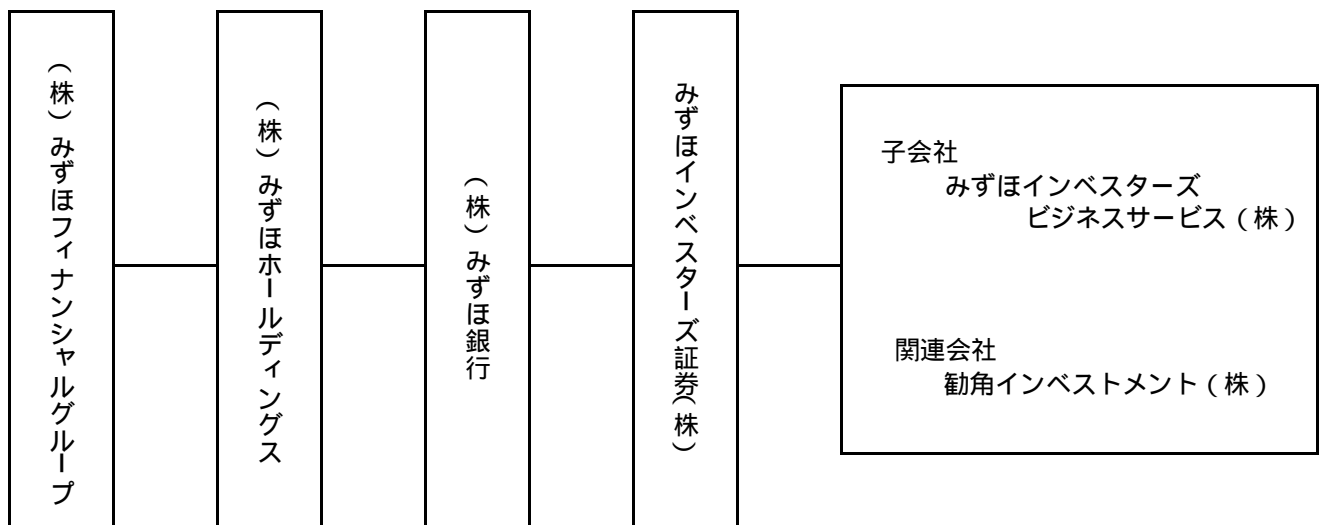 (株)みずほフィナンシャルグループ
(株)みずほホールディングス
(株)みずほ銀行
みずほインベスターズ証券(株)
子会社
みずほインベスターズ
ビジネスサービス(株)
関連会社
勧角インベストメント(株)